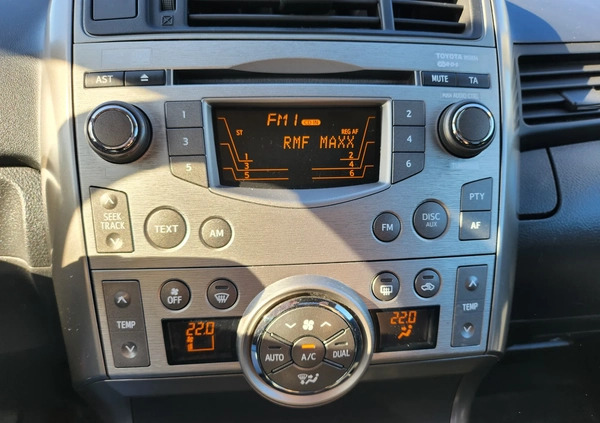 TOYOTA
AST
MUTE
TA
FM1 CD IN
ST
REG AF
RMF MAXX
1 2
3 4
5 6
1
3
5
2
4
6
SEEK
TRACK
TEXT
AM
FM
DISC
AUX
PTY
AF
OFF
TEMP
22.0
22.0
TEMP
AUTO
A/C
DUAL